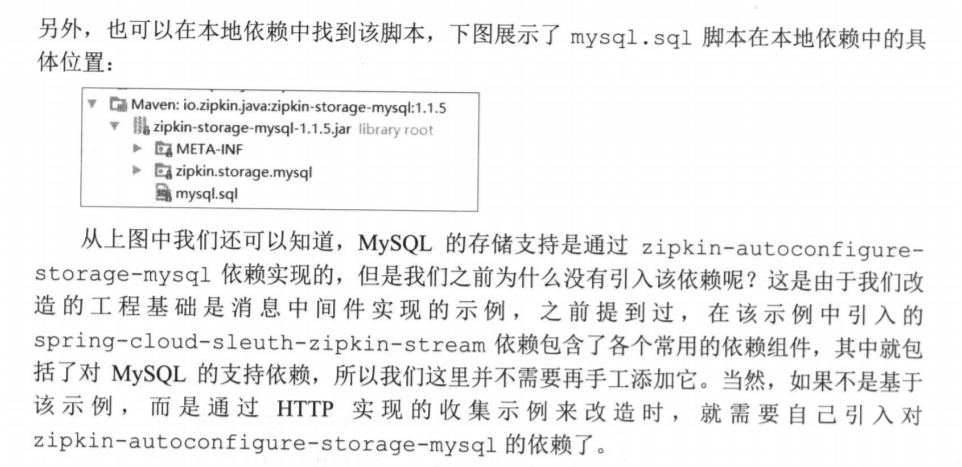 另外，也可以在本地依赖中找到该脚本，下图展示了 mysql.sql 脚本在本地依赖中的具
体位置：
Maven: io.zipkin.java:zipkin-storage-mysql:1.1.5
zipkin-storage-mysql-1.1.5.jar library root
META-INF
zipkin.storage.mysql
mysql.sql
从上图中我们还可以知道，MySQL 的存储支持是通过 zipkin-autoconfigure-
storage-mysql 依赖实现的，但是我们之前为什么没有引入该依赖呢？这是由于我们改
造的工程基础是消息中间件实现的示例，之前提到过，在该示例中引入的
spring-cloud-sleuth-zipkin-stream 依赖包含了各个常用的依赖组件，其中就包
括了对 MySQL 的支持依赖，所以我们这里并不需要再手工添加它。当然，如果不是基于
该示例，而是通过 HTTP 实现的收集示例来改造时，就需要自己引入对
zipkin-autoconfigure-storage-mysql 的依赖了。